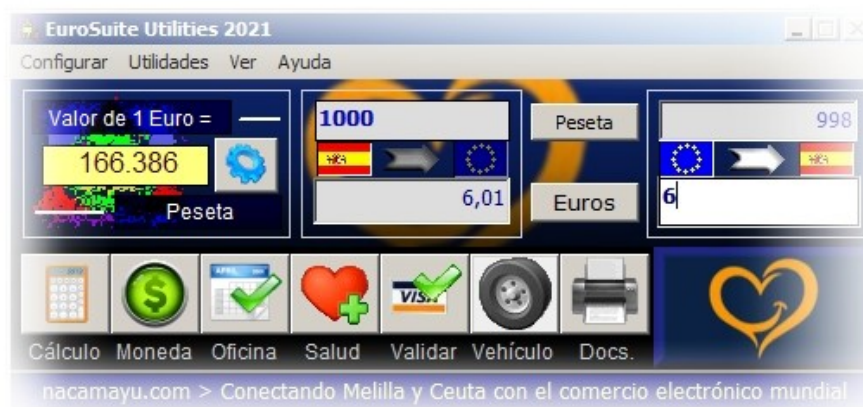 EuroSuite Utilities 2021
Configurar Utilidades Ver Ayuda
Valor de 1 Euro =
166.386
Peseta
1000
6,01
Peseta
Euros
998
6
Cálculo Moneda Oficina Salud Validar Vehículo Docs.
APRIL
VISA
nacamayu.com > Conectando Melilla y Ceuta con el comercio electrónico mundial